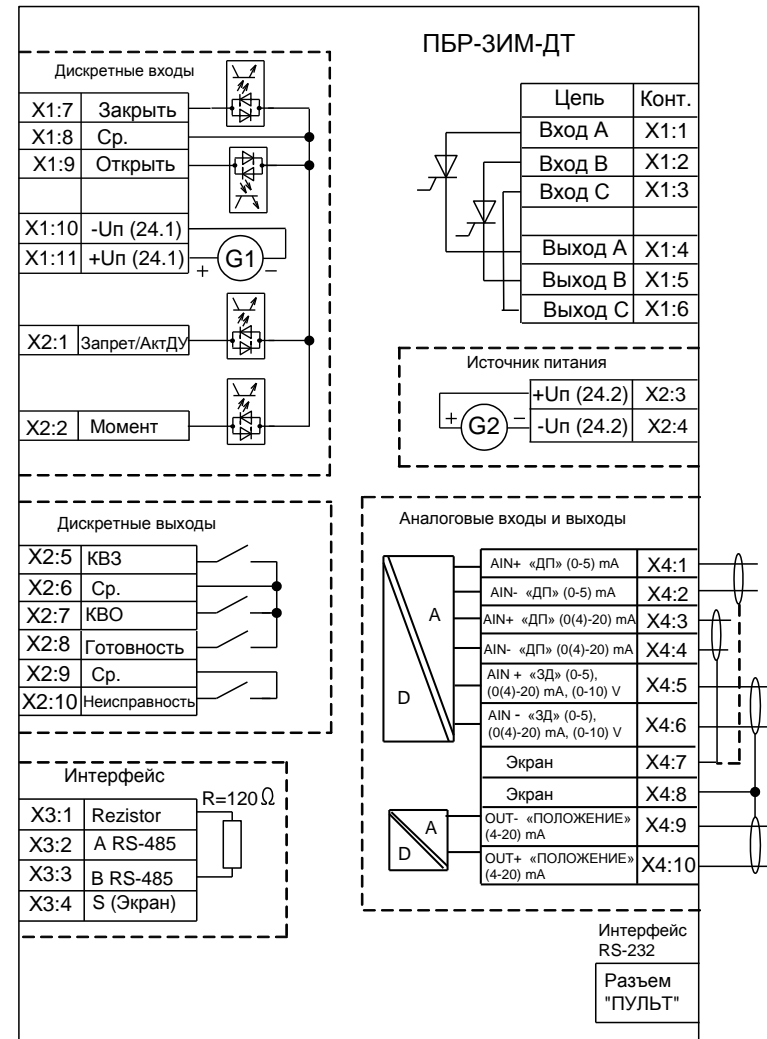 ПБР-3ИМ-ДТ
Дискретные входы
X1:7 Закрыть
X1:8 Ср.
X1:9 Открыть
X1:10 -Uп (24.1)
X1:11 +Uп (24.1)
+ G1 –
X2:1 Запрет/АктДУ
X2:2 Момент
Цепь Конт.
Вход A X1:1
Вход B X1:2
Вход C X1:3
Выход A X1:4
Выход B X1:5
Выход C X1:6
Источник питания
+Uп (24.2) X2:3
-Uп (24.2) X2:4
+ G2 –
Дискретные выходы
X2:5 КВЗ
X2:6 Ср.
X2:7 КВО
X2:8 Готовность
X2:9 Ср.
X2:10 Неисправность
Аналоговые входы и выходы
A
D
AIN+ «ДП» (0-5) mA X4:1
AIN- «ДП» (0-5) mA X4:2
AIN+ «ДП» (0(4)-20) mA X4:3
AIN- «ДП» (0(4)-20) mA X4:4
AIN + «ЗД» (0-5),
(0(4)-20) mA, (0-10) V X4:5
AIN - «ЗД» (0-5),
(0(4)-20) mA, (0-10) V X4:6
Экран X4:7
Экран X4:8
A
D
OUT- «ПОЛОЖЕНИЕ»
(4-20) mA X4:9
OUT+ «ПОЛОЖЕНИЕ»
(4-20) mA X4:10
Интерфейс
R=120 Ω
X3:1 Rezistor
X3:2 A RS-485
X3:3 B RS-485
X3:4 S (Экран)
Интерфейс
RS-232
Разъем
"ПУЛЬТ"